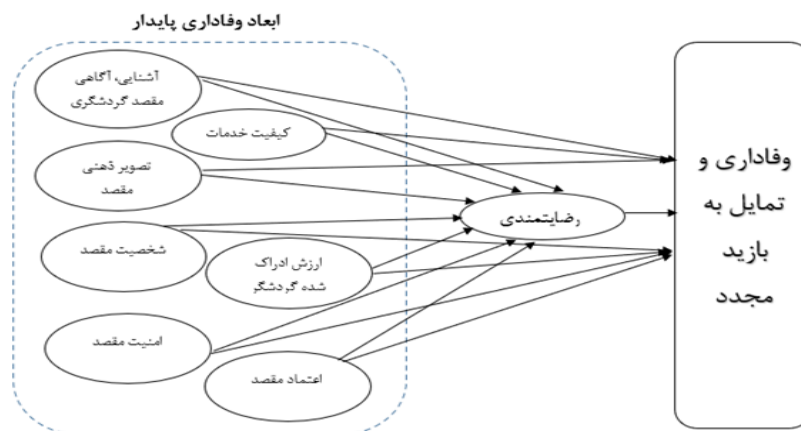 ابعاد وفاداری پایدار
آشنایی، آگاهی
مقصد گردشگری
کیفیت خدمات
تصویر ذهنی
مقصد
شخصیت مقصد
ارزش ادراک
شده گردشگر
امنیت مقصد
اعتماد مقصد
رضایتمندی
وفاداری و
تمایل به
بازید
مجدد